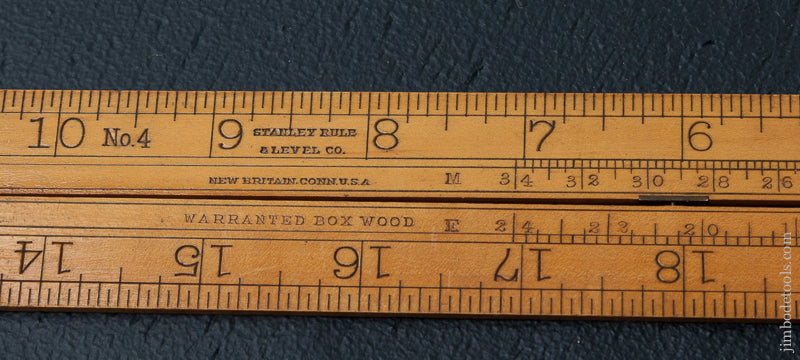 10 No. 4 9 STANLEY RULE 8 7 6
& LEVEL CO.
NEW BRITAIN. CONN. U.S.A M 34 32 30 28 26
WARRANTED BOX WOOD E 24 22 20
14 15 16 17 18
jimbodetools.com